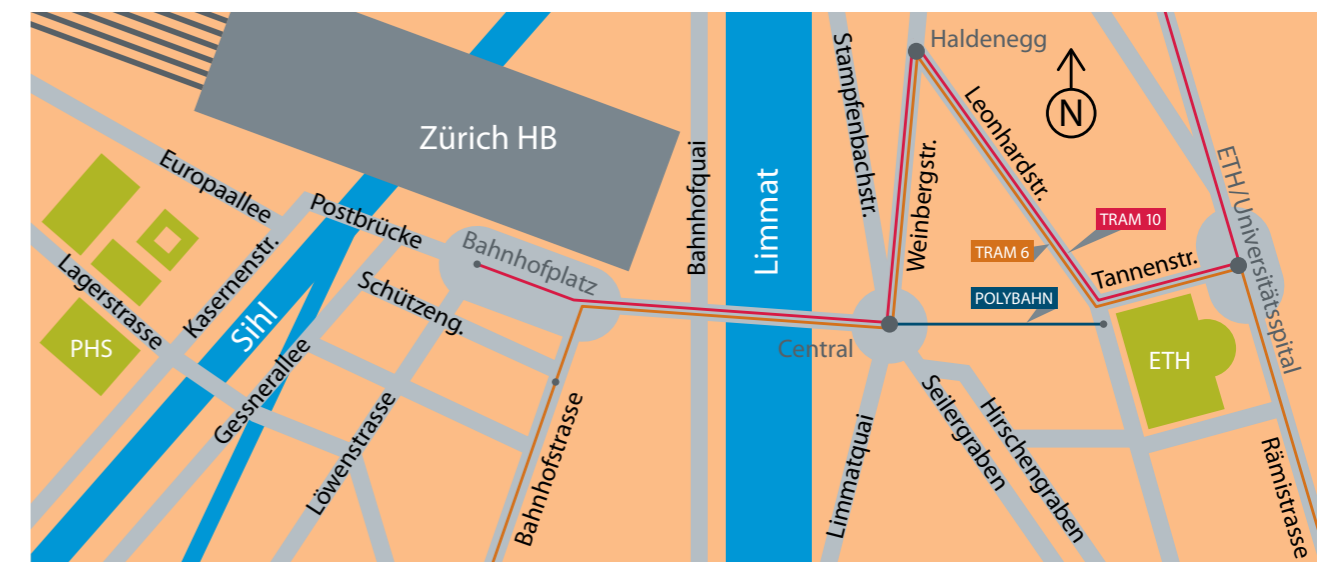 Zürich HB
Haldenegg
N
Stampfenbachstr.
Leonhardstr.
Bahnhofquai
Limmat
Weinbergstr.
ETH/Universitätsspital
Europaallee
Postbrücke
Bahnhofplatz
TRAM 10
TRAM 6
Tannenstr.
Lagerstrasse
Kasernenstr.
Sihl
Schützeng.
POLYBAHN
Central
PHS
ETH
Gessnerallee
Löwenstrasse
Bahnhofstrasse
Limmatquai
Seilergraben
Hirschengraben
Rämistrasse